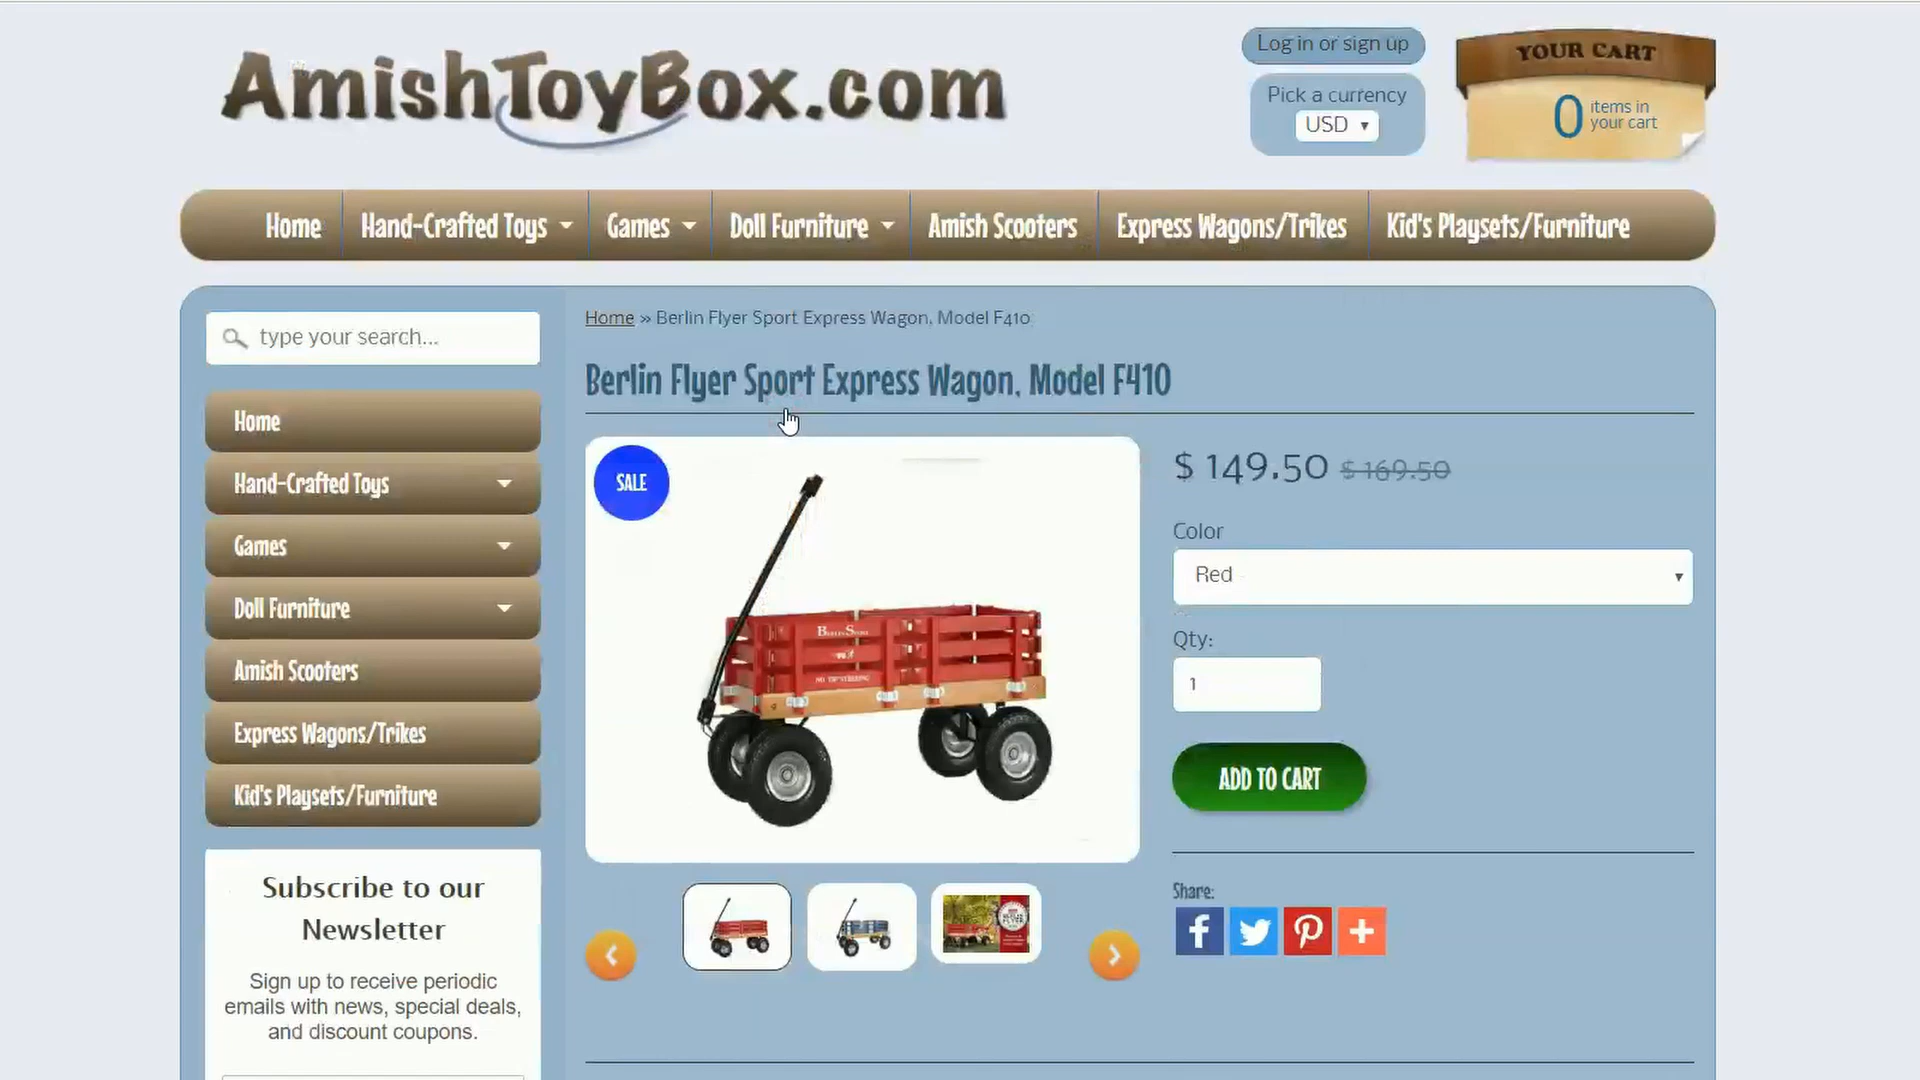 AmishToyBox.com
Log in or sign up
Pick a currency
USD
YOUR CART
0 items in
your cart
Home
Hand-Crafted Toys
Games
Doll Furniture
Amish Scooters
Express Wagons/Trikes
Kid's Playsets/Furniture
type your search...
Home
Hand-Crafted Toys
Games
Doll Furniture
Amish Scooters
Express Wagons/Trikes
Kid's Playsets/Furniture
Subscribe to our
Newsletter
Sign up to receive periodic
emails with news, special deals,
and discount coupons.
Home » Berlin Flyer Sport Express Wagon, Model F410
Berlin Flyer Sport Express Wagon, Model F410
SALE
BERLIN SPORT
NO TIP STEERING
$ 149.50 $ 169.50
Color
Red
Qty:
1
ADD TO CART
Share: